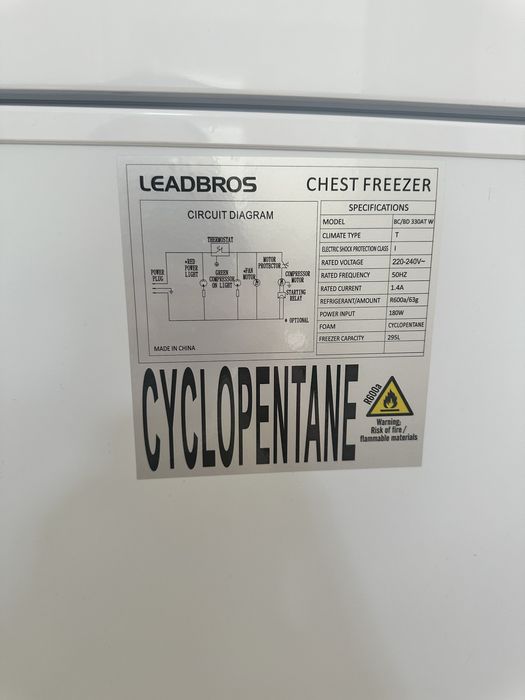 LEADBROS
CHEST FREEZER
CIRCUIT DIAGRAM
THERMOSTAT
*RED
POWER
LIGHT
POWER
PLUG
GREEN
COMPRESSOR
ON LIGHT
*FAN
MOTOR
MOTOR
PROTECTOR
COMPRESSOR
MOTOR
STARTING
RELAY
* OPTIONAL
MADE IN CHINA
SPECIFICATIONS
MODEL BC/BD 330AT W
CLIMATE TYPE T
ELECTRIC SHOCK PROTECTION CLASS I
RATED VOLTAGE 220-240V~
RATED FREQUENCY 50HZ
RATED CURRENT 1.4A
REFRIGERANT/AMOUNT R600a/63g
POWER INPUT 180W
FOAM CYCLOPENTANE
FREEZER CAPACITY 295L
CYCLOPENTANE
R600a
Warning:
Risk of fire /
flammable materials